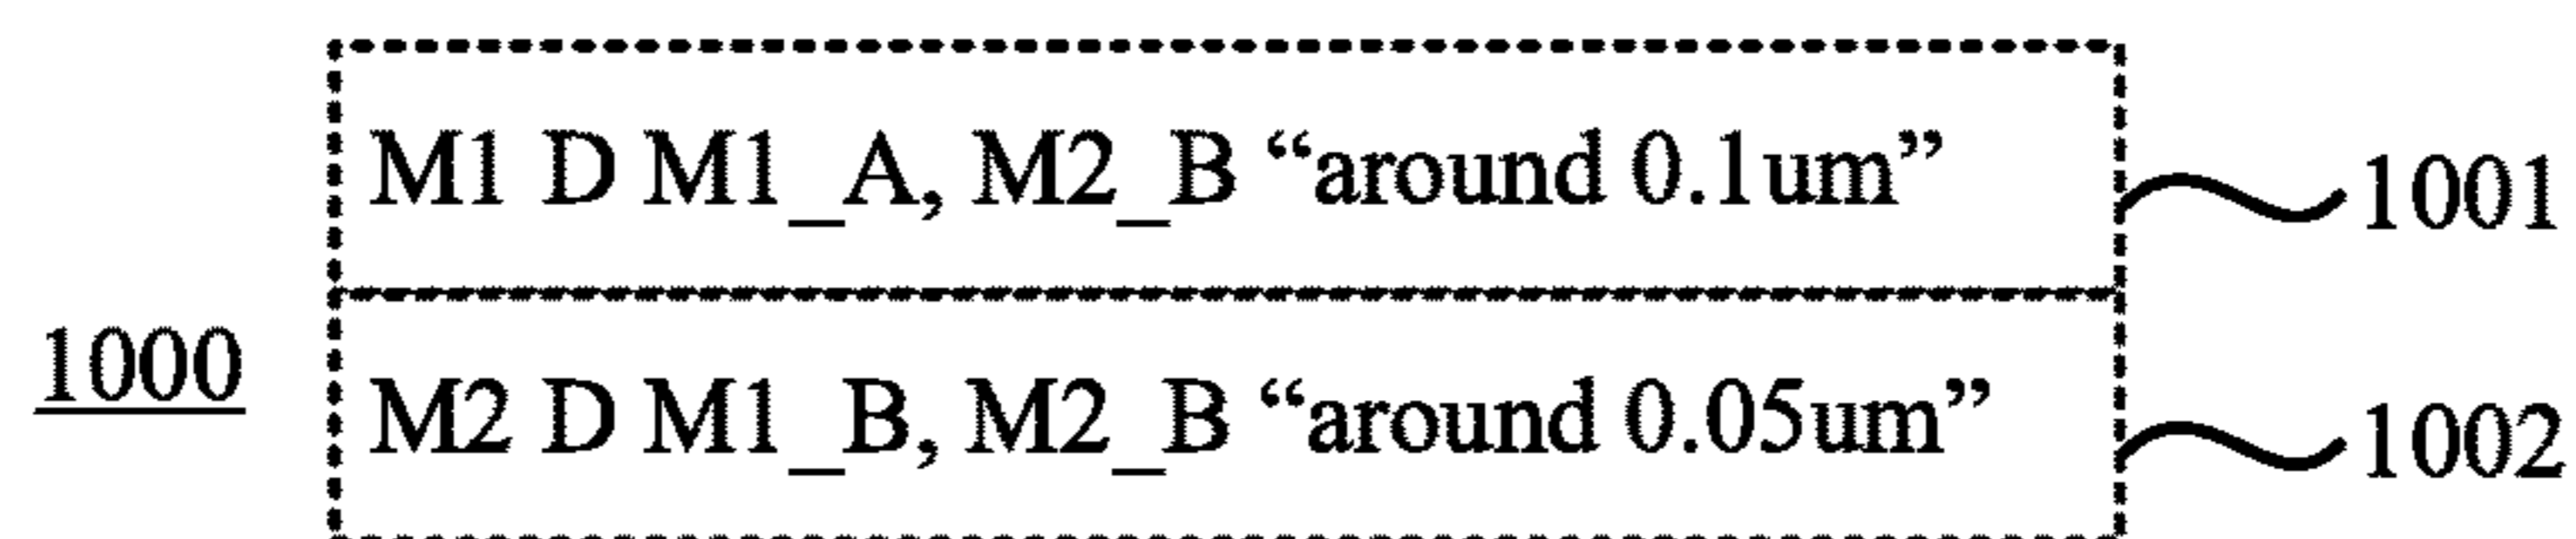 M1 D M1_A, M2_B “around 0.1um” 1001
1000
M2 D M1_B, M2_B “around 0.05um” 1002